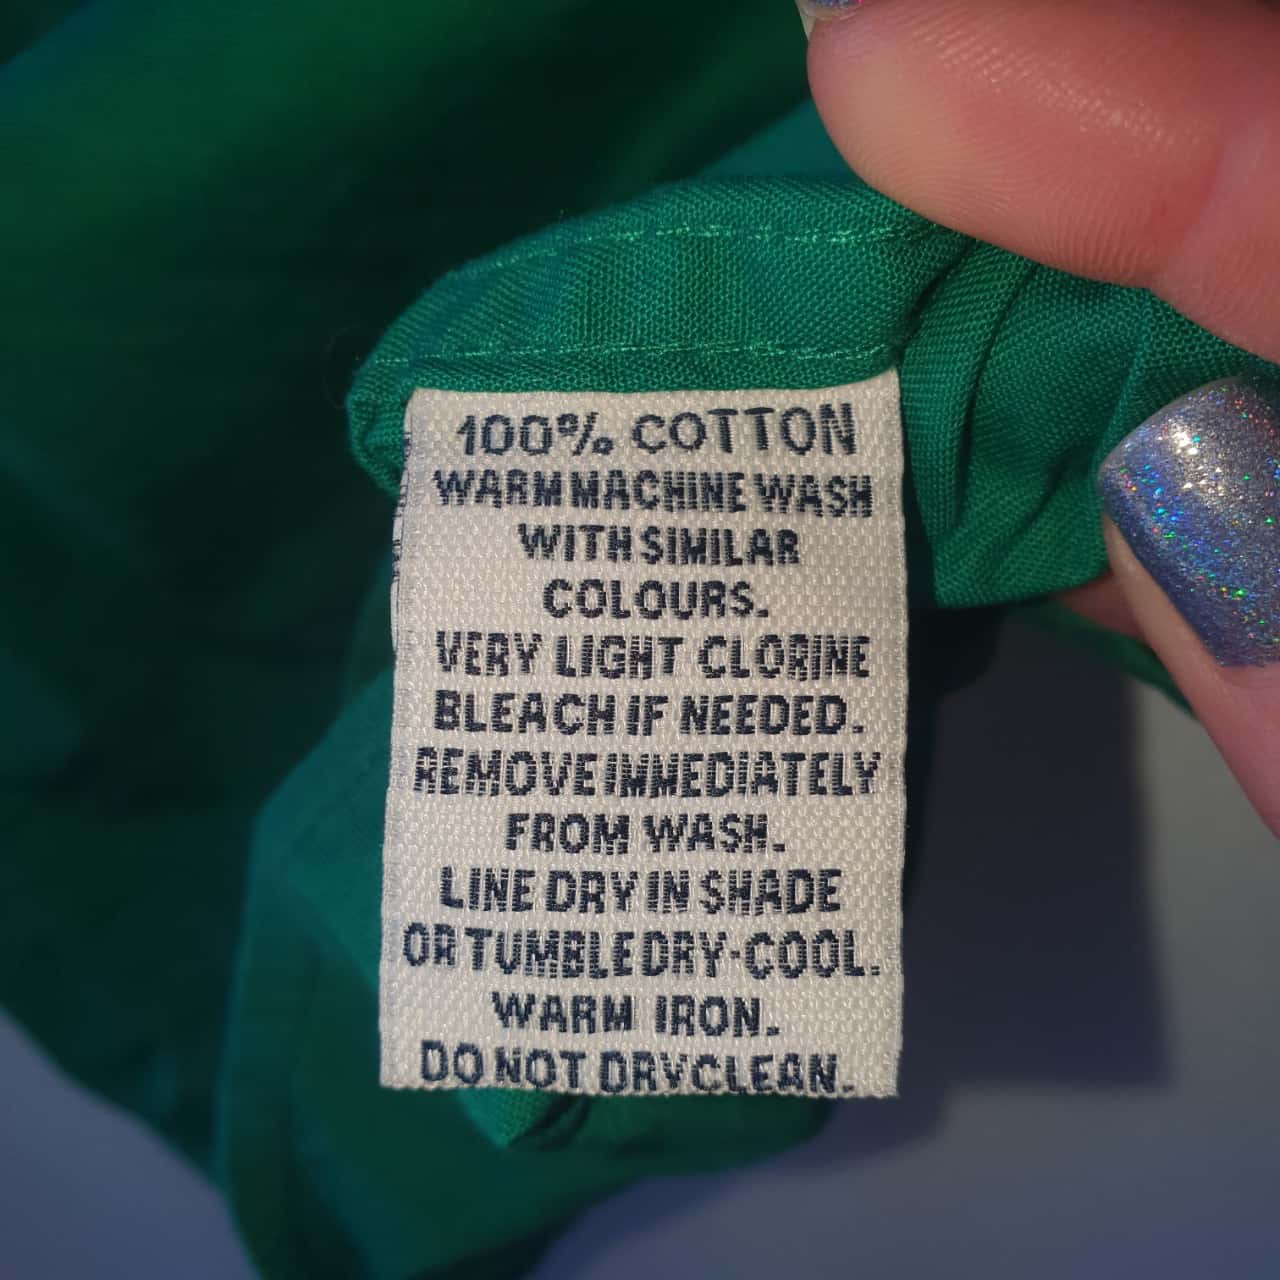 100% COTTON
WARM MACHINE WASH
WITH SIMILAR
COLOURS.
VERY LIGHT CLORINE
BLEACH IF NEEDED.
REMOVE IMMEDIATELY
FROM WASH.
LINE DRY IN SHADE
OR TUMBLE DRY-COOL.
WARM IRON.
DO NOT DRYCLEAN.